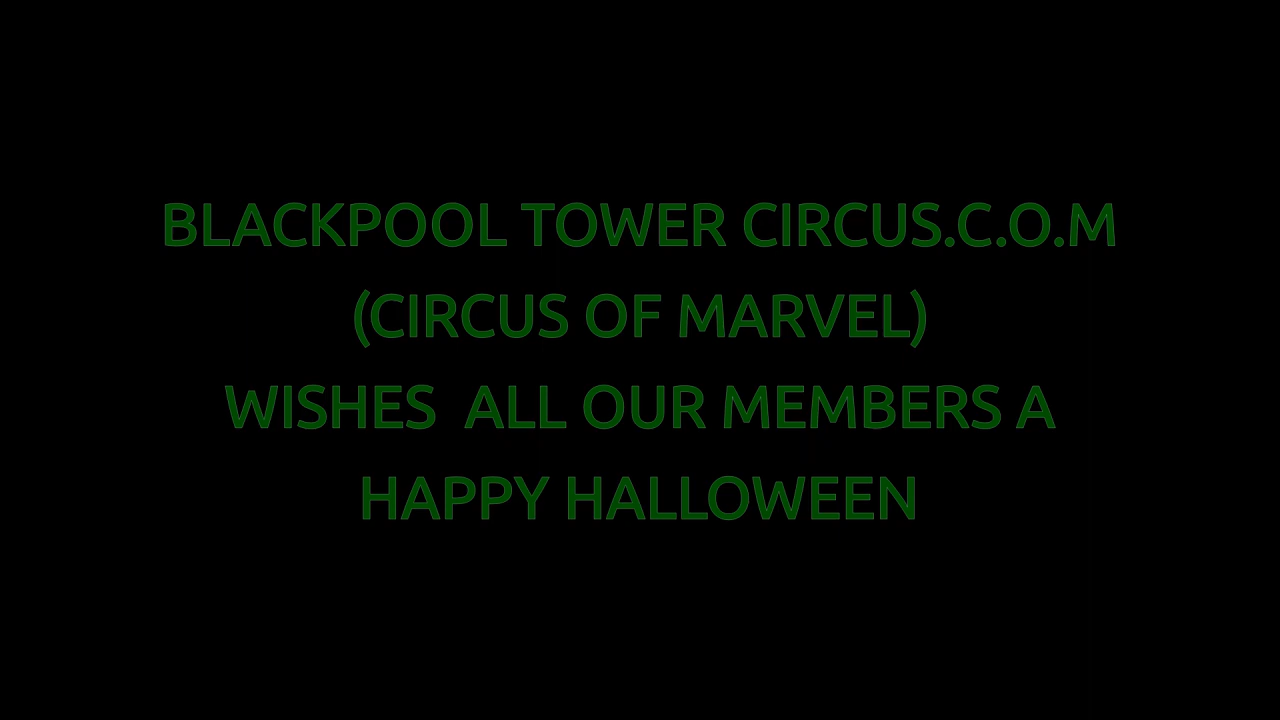 BLACKPOOL TOWER CIRCUS.C.O.M
(CIRCUS OF MARVEL)
WISHES  ALL OUR MEMBERS A
HAPPY HALLOWEEN